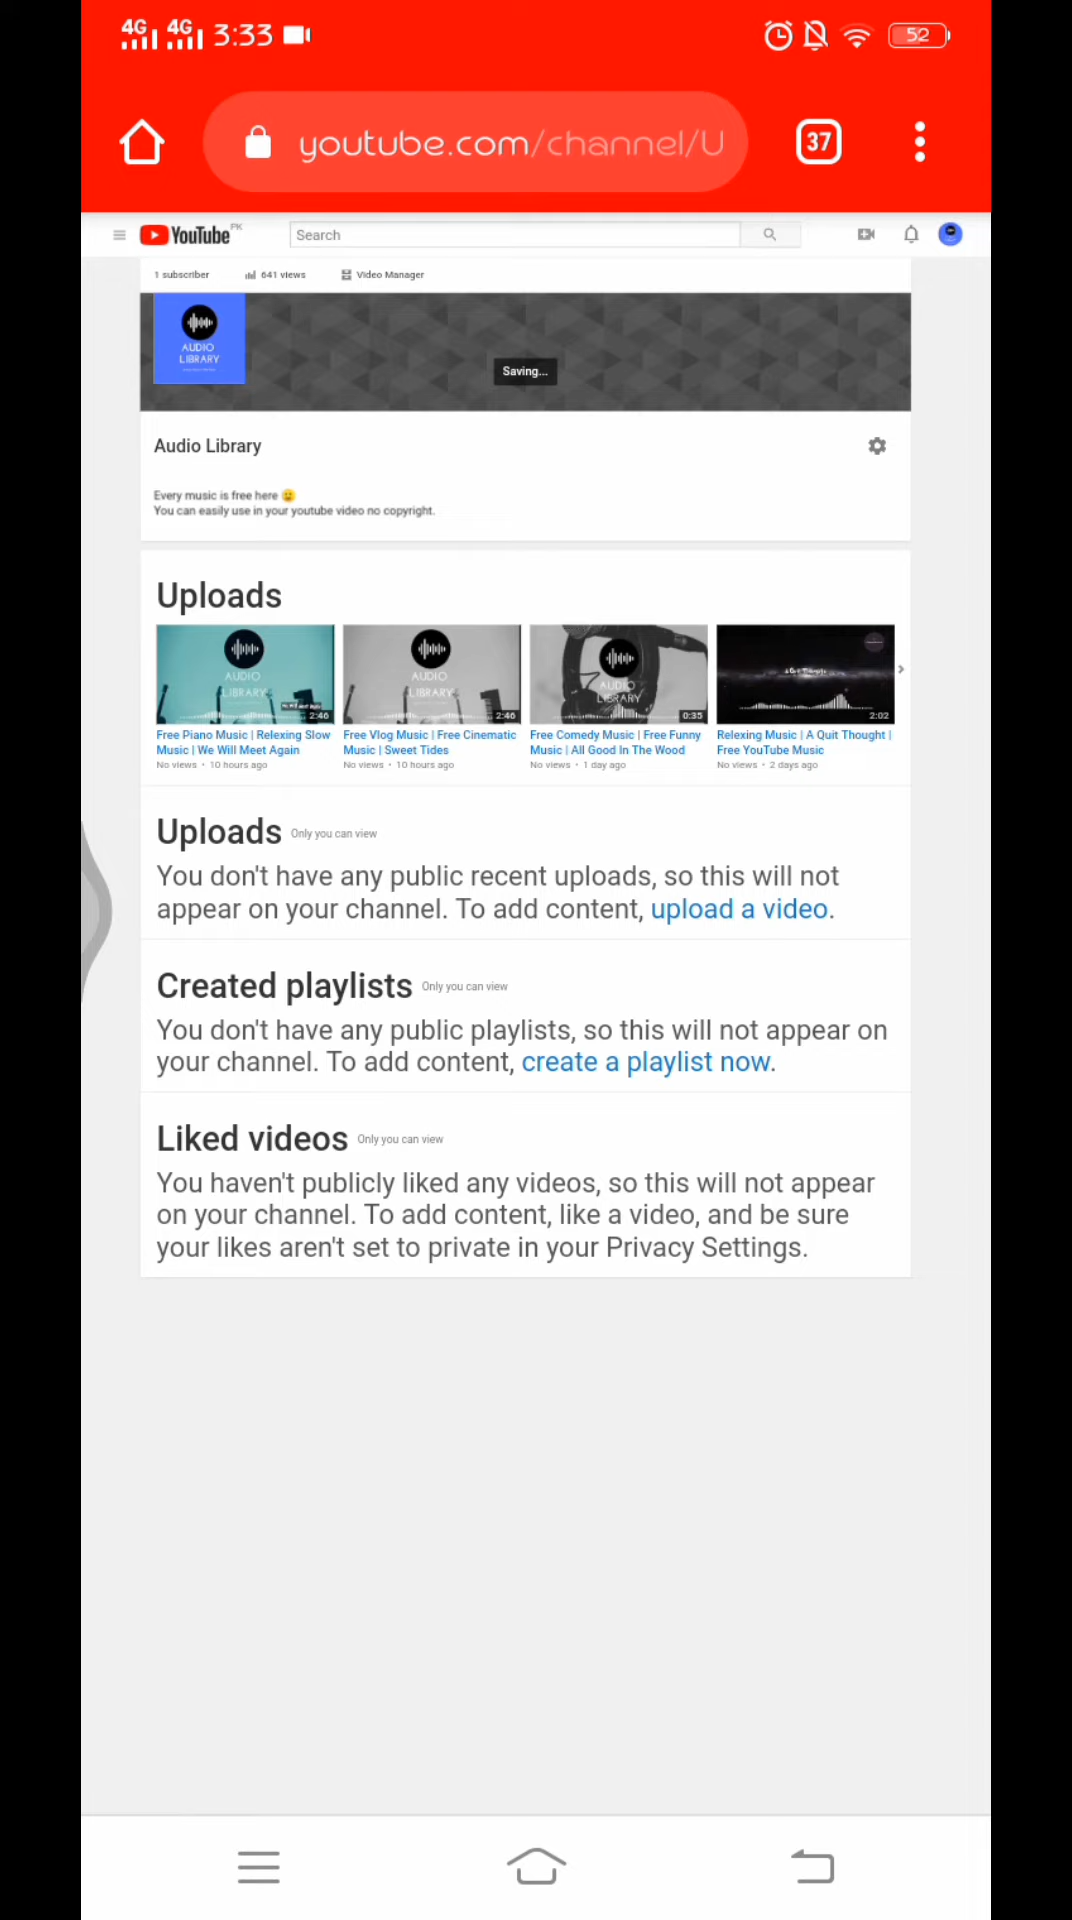 4G 4G 3:33 52
youtube.com/channel/U 37
YouTube PK Search
1 subscriber 641 views Video Manager
AUDIO
LIBRARY
Saving...
Audio Library
Every music is free here 🙂
You can easily use in your youtube video no copyright.
Uploads
AUDIO
LIBRARY
2:46
AUDIO
LIBRARY
2:46
AUDIO
LIBRARY
0:35
2:02
Free Piano Music | Relexing Slow
Music | We Will Meet Again
No views • 10 hours ago
Free Vlog Music | Free Cinematic
Music | Sweet Tides
No views • 10 hours ago
Free Comedy Music | Free Funny
Music | All Good In The Wood
No views • 1 day ago
Relexing Music | A Quit Thought |
Free YouTube Music
No views • 2 days ago
Uploads Only you can view
You don't have any public recent uploads, so this will not
appear on your channel. To add content, upload a video.
Created playlists Only you can view
You don't have any public playlists, so this will not appear on
your channel. To add content, create a playlist now.
Liked videos Only you can view
You haven't publicly liked any videos, so this will not appear
on your channel. To add content, like a video, and be sure
your likes aren't set to private in your Privacy Settings.